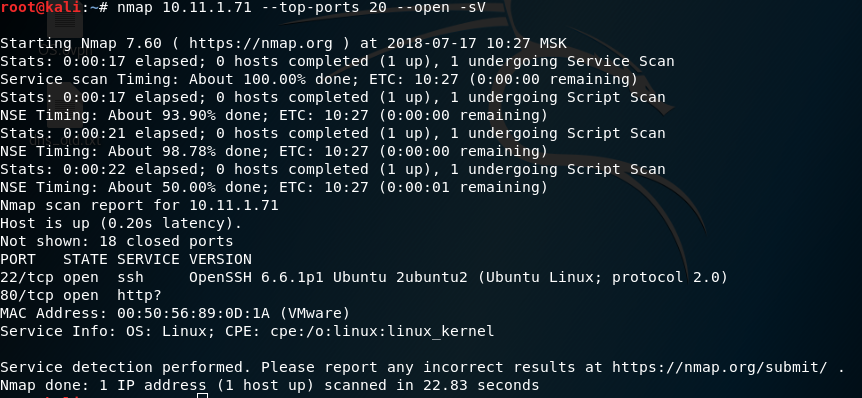 root@kali:~# nmap 10.11.1.71 --top-ports 20 --open -sV
Starting Nmap 7.60 ( https://nmap.org ) at 2018-07-17 10:27 MSK
Stats: 0:00:17 elapsed; 0 hosts completed (1 up), 1 undergoing Service Scan
Service scan Timing: About 100.00% done; ETC: 10:27 (0:00:00 remaining)
Stats: 0:00:17 elapsed; 0 hosts completed (1 up), 1 undergoing Script Scan
NSE Timing: About 93.90% done; ETC: 10:27 (0:00:00 remaining)
Stats: 0:00:21 elapsed; 0 hosts completed (1 up), 1 undergoing Script Scan
NSE Timing: About 98.78% done; ETC: 10:27 (0:00:00 remaining)
Stats: 0:00:22 elapsed; 0 hosts completed (1 up), 1 undergoing Script Scan
NSE Timing: About 50.00% done; ETC: 10:27 (0:00:01 remaining)
Nmap scan report for 10.11.1.71
Host is up (0.20s latency).
Not shown: 18 closed ports
PORT   STATE SERVICE VERSION
22/tcp open  ssh     OpenSSH 6.6.1p1 Ubuntu 2ubuntu2 (Ubuntu Linux; protocol 2.0)
80/tcp open  http?
MAC Address: 00:50:56:89:0D:1A (VMware)
Service Info: OS: Linux; CPE: cpe:/o:linux:linux_kernel
Service detection performed. Please report any incorrect results at https://nmap.org/submit/ .
Nmap done: 1 IP address (1 host up) scanned in 22.83 seconds